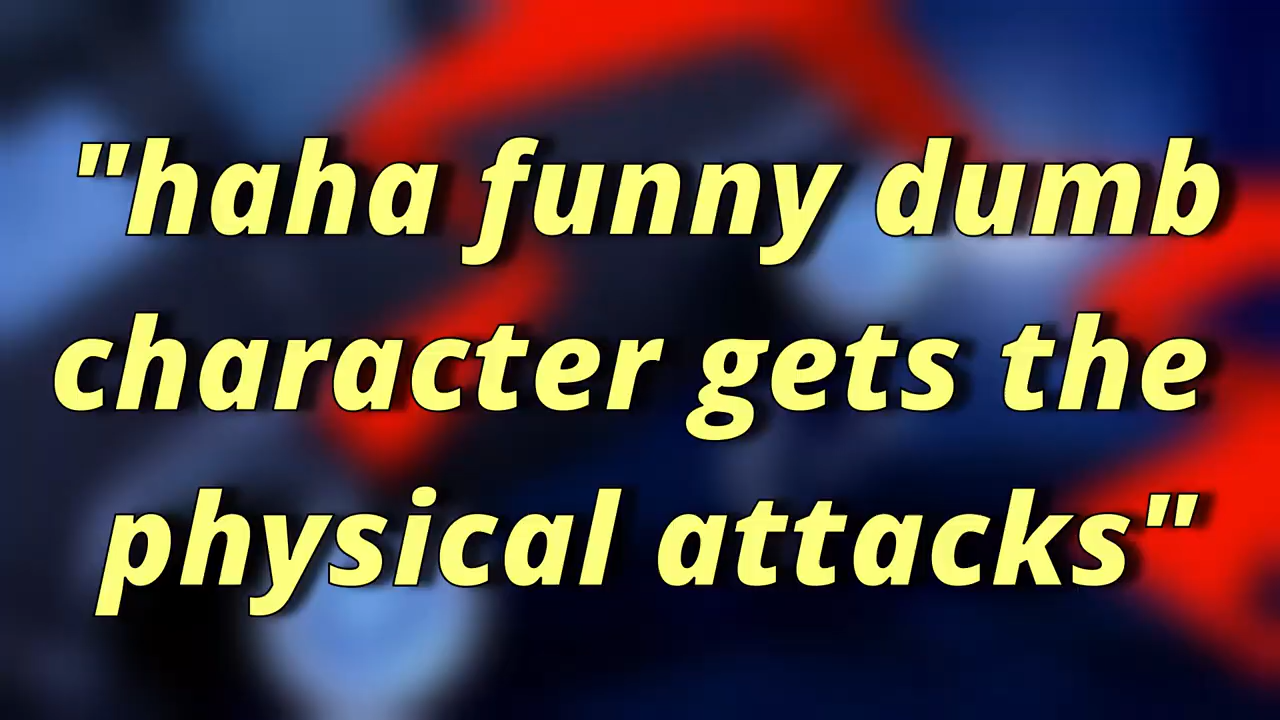 "haha funny dumb
character gets the
physical attacks"